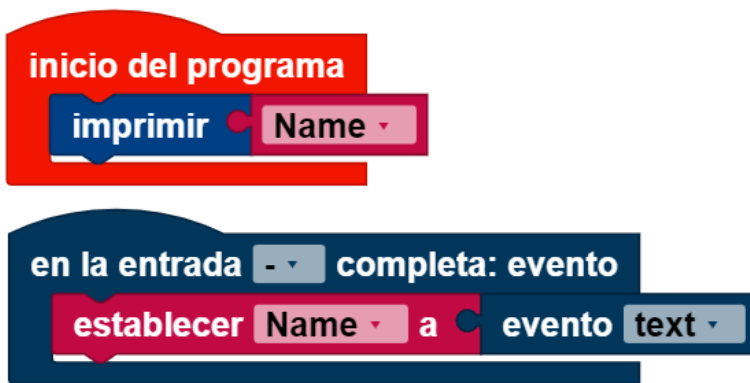 inicio del programa
imprimir Name
en la entrada - completa: evento
establecer Name a evento text